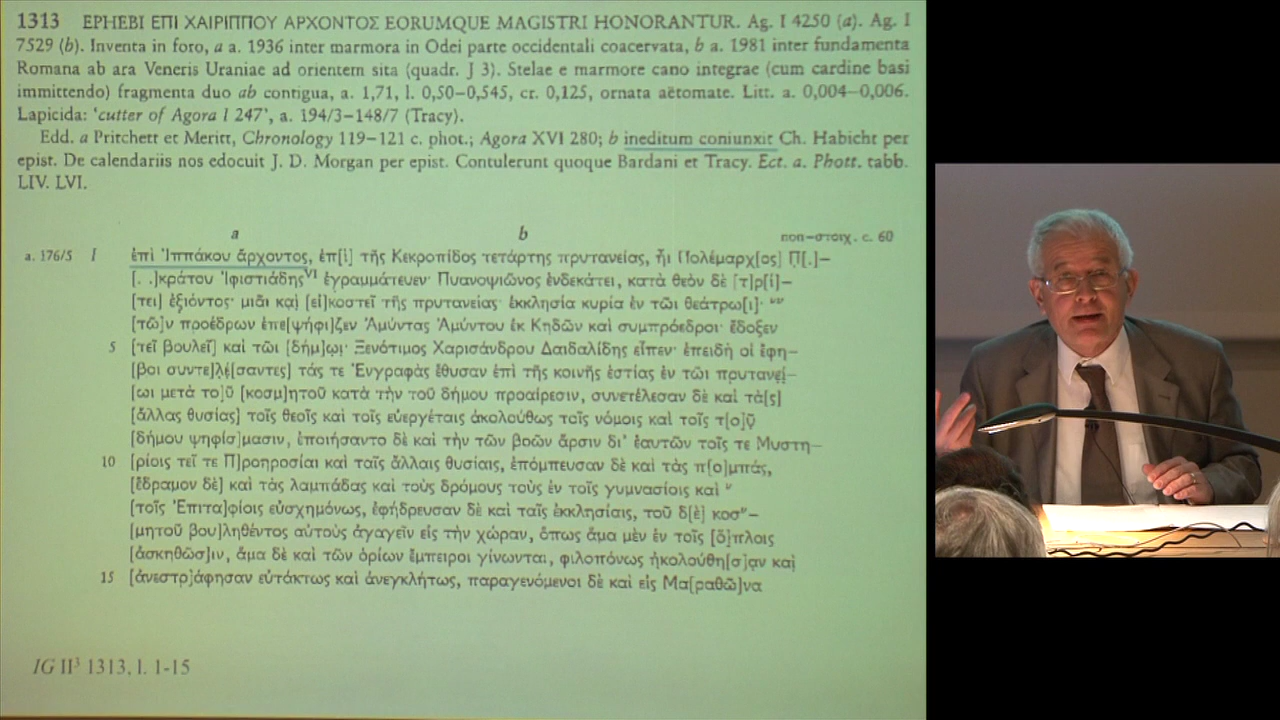 1313 EPHEBI ΕΠΙ ΧΑΙΡΙΠΠΟΥ ΑΡΧΟΝΤΟΣ EORUMQUE MAGISTRI HONORANTUR. Ag. I 4250 (a). Ag. I
7529 (b). Inventa in foro, a a. 1936 inter marmora in Odei parte occidentali coacervata, b a. 1981 inter fundamenta
Romana ab ara Veneris Uraniae ad orientem sita (quadr. J 3). Stelae e marmore cano integrae (cum cardine basi
immittendo) fragmenta duo ab contigua, a. 1,71, l. 0,50–0,545, cr. 0,125, ornata aëtomate. Litt. a. 0,004–0,006.
Lapicida: 'cutter of Agora I 247', a. 194/3–148/7 (Tracy).
Edd. a Pritchett et Meritt, Chronology 119–121 c. phot.; Agora XVI 280; b ineditum coniunxit Ch. Habicht per
epist. De calendariis nos edocuit J. D. Morgan per epist. Contulerunt quoque Bardani et Tracy. Ect. a. Phott. tabb.
LIV. LVI.
a b non-στοιχ. c. 60
a. 176/5 I ἐπὶ Ἱππάκου ἄρχοντος, ἐπ[ὶ] τῆς Κεκροπίδος τετάρτης πρυτανείας, ἧι Πολέμαρχ[ος] Π̣[.]–
[. .]κράτου Ἰφιστιάδης VI ἐγραμμάτευεν· Πυανοψιῶνος ἑνδεκάτει, κατὰ θεὸν δὲ [τ]ρ[ί]–
[τει] ἐξιόντος· μιᾶι καὶ̣ [εἰ]κοστεῖ τῆς πρυτανείας· ἐκκλησία κυρία ἐν τῶι θεάτρω[ι]· vv
[τῶ]ν προέδρων ἐπε[ψήφι]ζεν Ἀμύντας Ἀμύντου ἐκ Κηδῶν καὶ συμπρόεδροι· ἔδοξεν
5 [τεῖ βουλεῖ] καὶ τῶι [δήμ]ω̣ι· Ξενότιμος Χαρισάνδρου Δαιδαλίδης εἶπεν· ἐπειδὴ οἱ ἔφη–
[βοι συντε]λ̣έ̣[σαντες] τάς τε Ἐνγραφὰς ἔθυσαν ἐπὶ τῆς κοινῆς ἑστίας ἐν τῶι πρυτανεί̣–
[ωι μετὰ το]ῦ̣ [κοσμ]ητοῦ κατὰ τὴν τοῦ δήμου προαίρεσιν, συνετέλεσαν δὲ καὶ τὰ[ς]
[ἄλλας θυσίας] τοῖς θεοῖς καὶ τοῖς εὐεργέταις ἀκολούθως τοῖς νόμοις καὶ τοῖς τ[ο]ῦ̣
[δήμου ψηφίσ]μασιν, ἐποιήσαντο δὲ καὶ τὴν τῶν βοῶν ἄρσιν δι' ἑαυτῶν τοῖς τε Μυστη–
10 [ρίοις τεῖ τε Π]ροηροσίαι καὶ ταῖς ἄλλαις θυσίαις, ἐπόμπευσαν δὲ καὶ τὰς π[ο]μπάς,
[ἔδραμον δὲ] καὶ τὰς λαμπάδας καὶ τοὺς δρόμους τοὺς ἐν τοῖς γυμνασίοις καὶ v
[τοῖς Ἐπιτα]φίοις εὐσχημόνως, ἐφήδρευσαν δὲ καὶ ταῖς ἐκκλησίαις, τοῦ δ[ὲ] κοσv–
[μητοῦ βου]ληθέντος αὐτοὺς ἀγαγεῖν εἰς τὴν χώραν, ὅπως ἅμα μὲν ἐν τοῖς [ὅ]πλοις
[ἀσκηθῶσ]ιν, ἅμα δὲ καὶ τῶν ὁρίων ἔμπειροι γίνωνται, φιλοπόνως ἠκολούθη[σ]α̣ν καὶ̣
15 [ἀνεστρ]άφησαν εὐτάκτως καὶ ἀνεγκλήτως, παραγενόμενοι δὲ καὶ εἰς Μα[ραθῶ]να
IG II³ 1313, l. 1-15